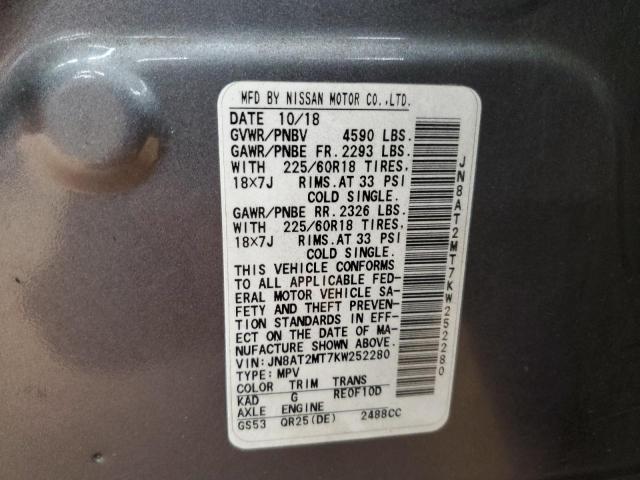 MFD BY NISSAN MOTOR CO.,LTD.
DATE 10/18
GVWR/PNBV 4590 LBS.
GAWR/PNBE FR. 2293 LBS.
WITH 225/60R18 TIRES,
18X7J RIMS.AT 33 PSI
COLD SINGLE.
GAWR/PNBE RR. 2326 LBS.
WITH 225/60R18 TIRES,
18X7J RIMS.AT 33 PSI
COLD SINGLE.
THIS VEHICLE CONFORMS
TO ALL APPLICABLE FED-
ERAL MOTOR VEHICLE SA-
FETY AND THEFT PREVEN-
TION STANDARDS IN EFF-
ECT ON THE DATE OF MA-
NUFACTURE SHOWN ABOVE.
VIN:JN8AT2MT7KW252280
TYPE:MPV
COLOR TRIM TRANS
KAD G RE0F10D
AXLE ENGINE
GS53 QR25(DE) 2488CC
JN8AT2MT7KW252280